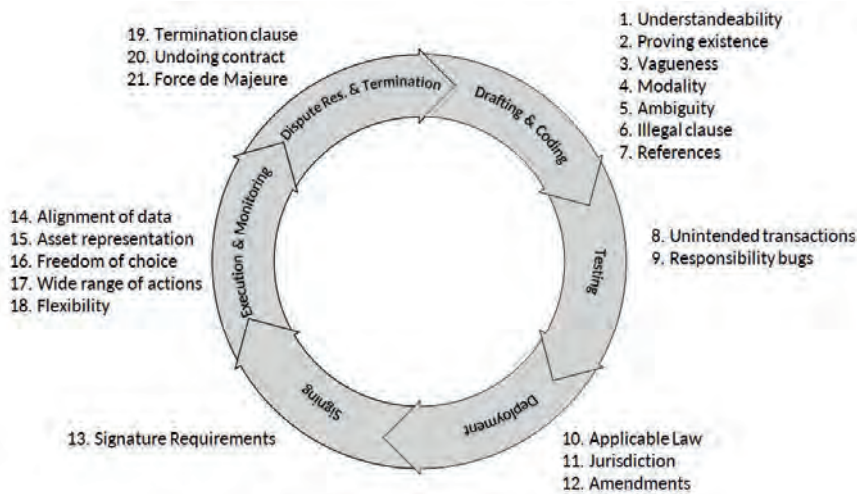 19. Termination clause
20. Undoing contract
21. Force de Majeure
Dispute Res. & Termination
Drafting & Coding
1. Understandeability
2. Proving existence
3. Vagueness
4. Modality
5. Ambiguity
6. Illegal clause
7. References
14. Alignment of data
15. Asset representation
16. Freedom of choice
17. Wide range of actions
18. Flexibility
Execution & Monitoring
Testing
8. Unintended transactions
9. Responsibility bugs
Signing
Deployment
13. Signature Requirements
10. Applicable Law
11. Jurisdiction
12. Amendments